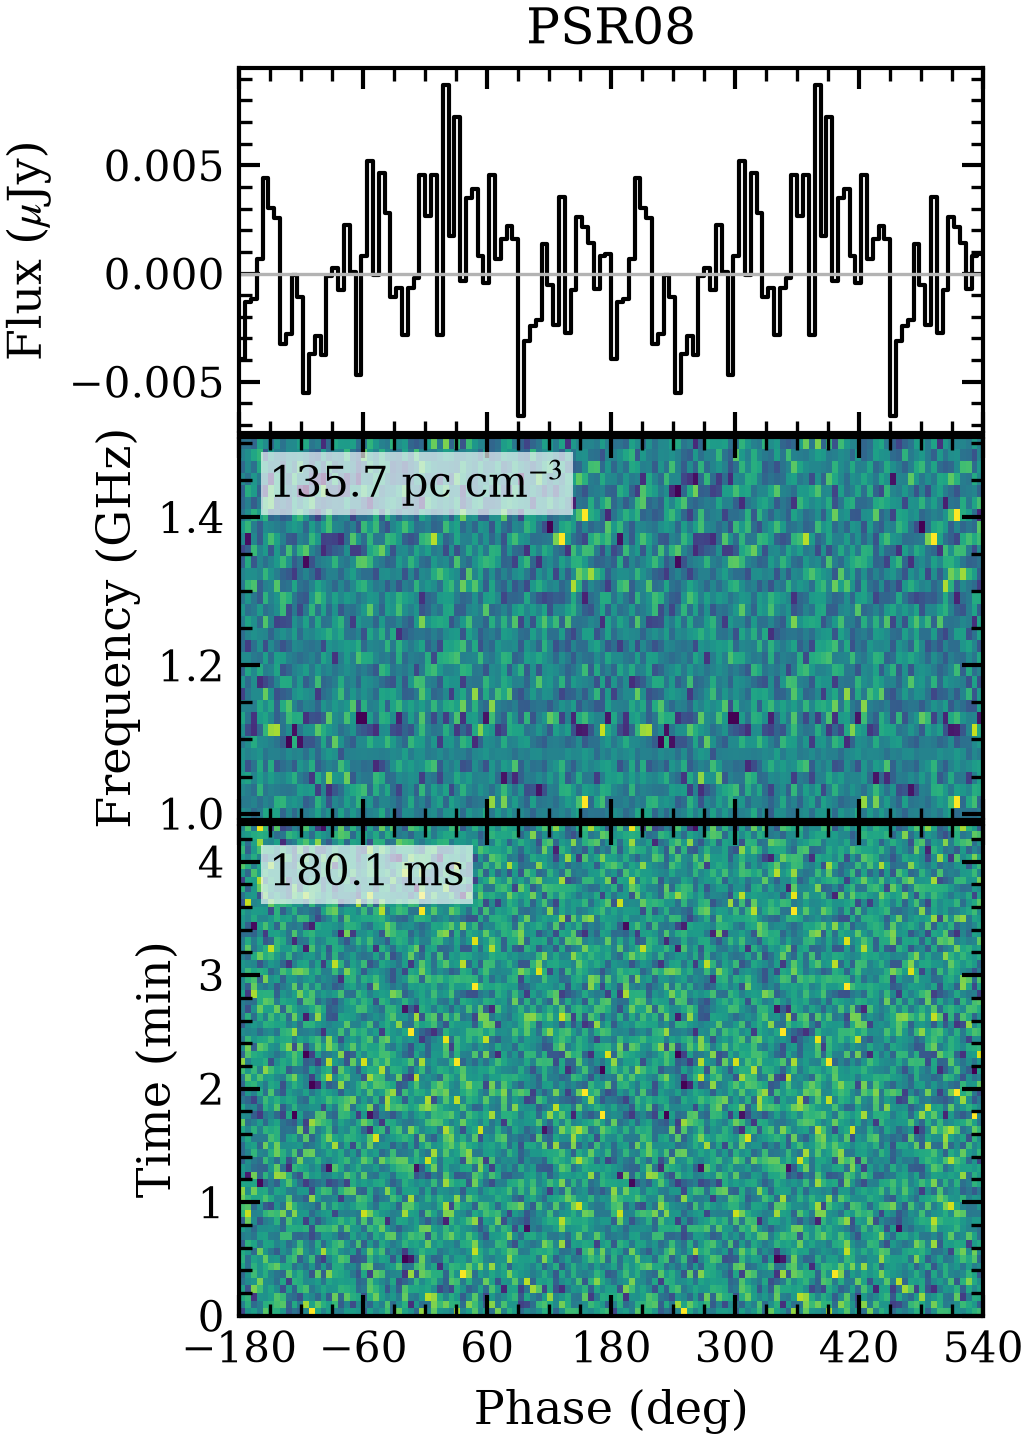 PSR08
Flux (μJy)
0.005
0.000
−0.005
Frequency (GHz)
135.7 pc cm⁻³
1.4
1.2
1.0
Time (min)
180.1 ms
4
3
2
1
0
−180 −60 60 180 300 420 540
Phase (deg)